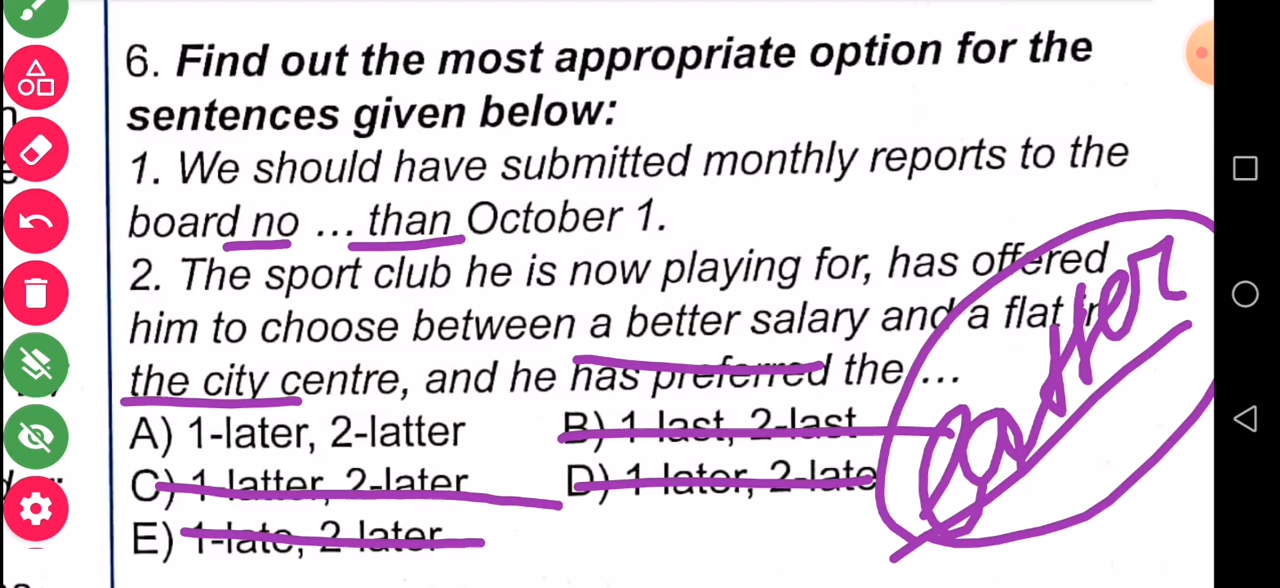 6. Find out the most appropriate option for the
sentences given below:
1. We should have submitted monthly reports to the
board no ... than October 1.
2. The sport club he is now playing for, has offered
him to choose between a better salary and a flat in
the city centre, and he has preferred the ...
A) 1-later, 2-latter
B) 1-last, 2-last
C) 1-latter, 2-later
D) 1-later, 2-late
E) 1-late, 2-later
latter